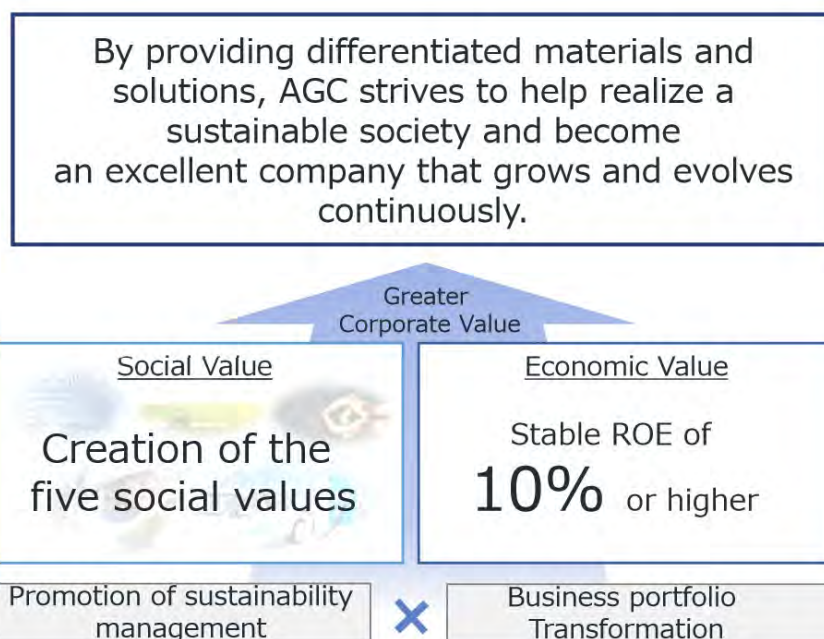 By providing differentiated materials and
solutions, AGC strives to help realize a
sustainable society and become
an excellent company that grows and evolves
continuously.
Greater
Corporate Value
Social Value
Creation of the
five social values
Economic Value
Stable ROE of
10% or higher
Promotion of sustainability
management
×
Business portfolio
Transformation